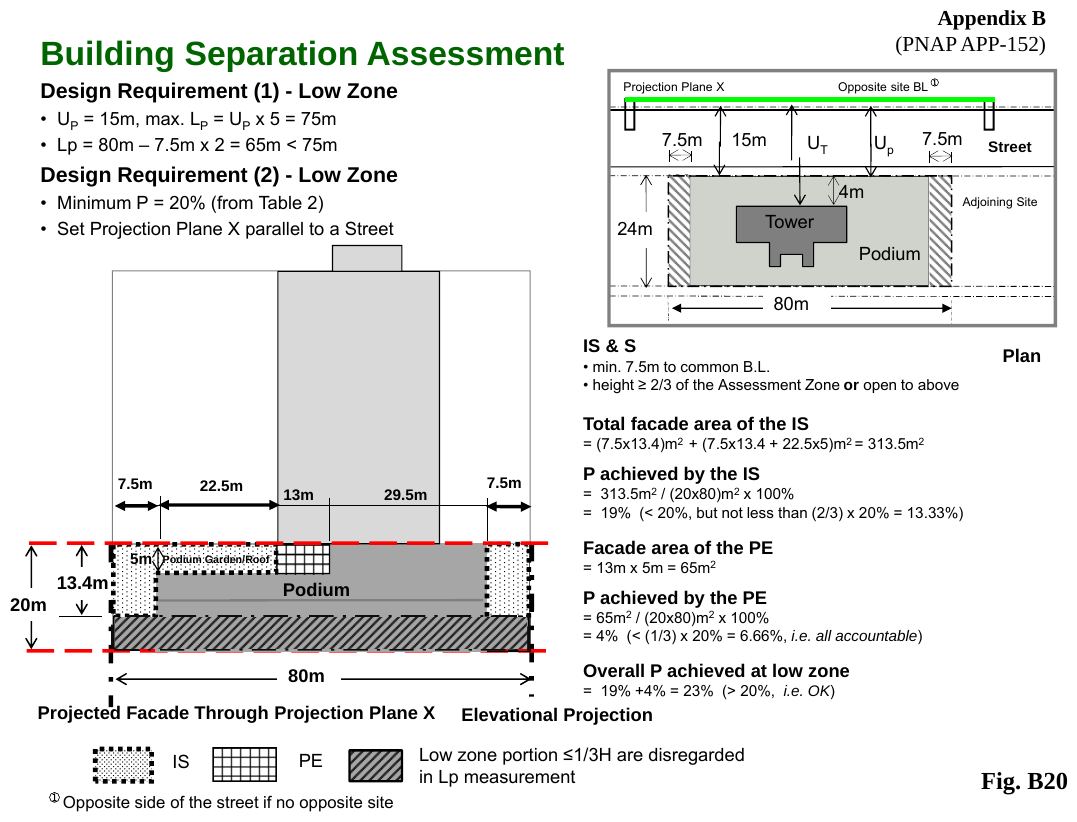 Appendix B
(PNAP APP-152)
Building Separation Assessment
Design Requirement (1) - Low Zone
• UP = 15m, max. LP = UP x 5 = 75m
• Lp = 80m – 7.5m x 2 = 65m < 75m
Design Requirement (2) - Low Zone
• Minimum P = 20% (from Table 2)
• Set Projection Plane X parallel to a Street
Projection Plane X
Opposite site BL ①
7.5m
15m
UT
Up
7.5m
Street
4m
Adjoining Site
24m
Tower
Podium
80m
Plan
IS & S
• min. 7.5m to common B.L.
• height ≥ 2/3 of the Assessment Zone or open to above
Total facade area of the IS
= (7.5x13.4)m² + (7.5x13.4 + 22.5x5)m² = 313.5m²
P achieved by the IS
= 313.5m² / (20x80)m² x 100%
= 19% (< 20%, but not less than (2/3) x 20% = 13.33%)
Facade area of the PE
= 13m x 5m = 65m²
P achieved by the PE
= 65m² / (20x80)m² x 100%
= 4% (< (1/3) x 20% = 6.66%, i.e. all accountable)
Overall P achieved at low zone
= 19% +4% = 23% (> 20%, i.e. OK)
7.5m
22.5m
13m
29.5m
7.5m
5m
Podium Garden/Roof
13.4m
Podium
20m
80m
Projected Facade Through Projection Plane X
Elevational Projection
IS
PE
Low zone portion ≤1/3H are disregarded
in Lp measurement
Fig. B20
① Opposite side of the street if no opposite site